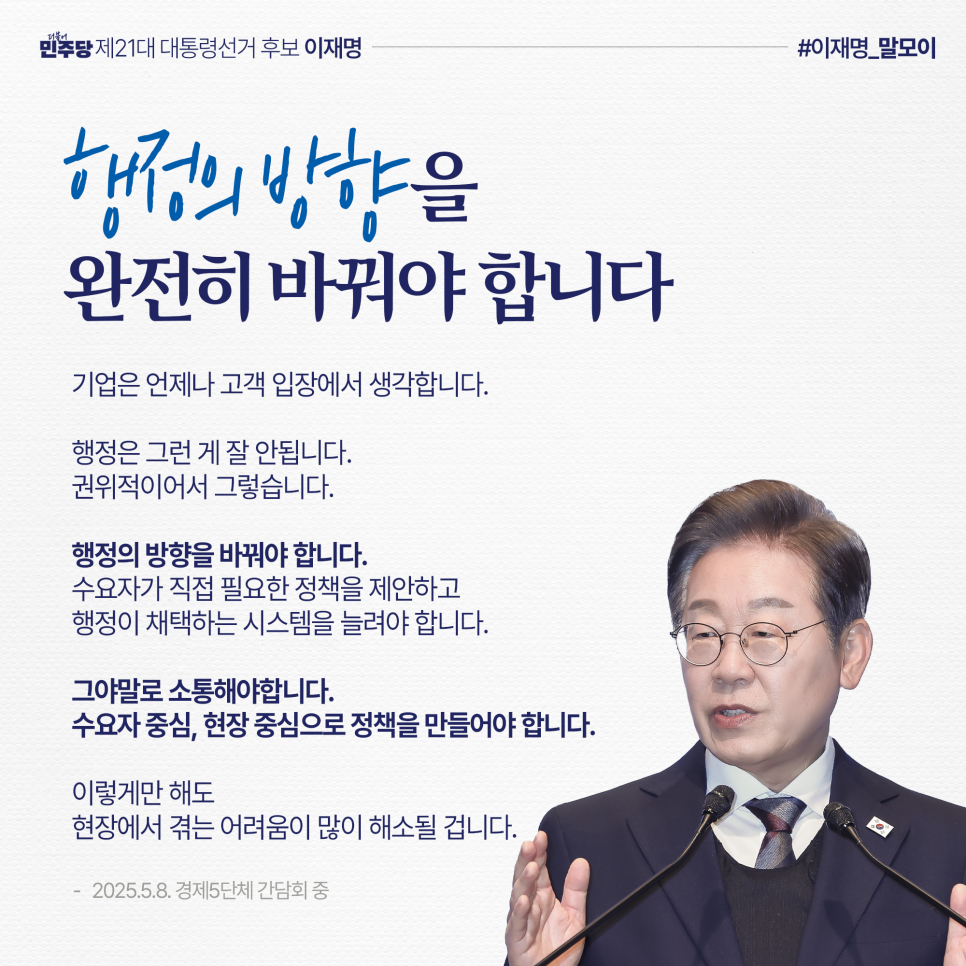 더불어
민주당 제21대 대통령선거 후보 이재명
#이재명_말모이
행정의 방향을
완전히 바꿔야 합니다
기업은 언제나 고객 입장에서 생각합니다.
행정은 그런 게 잘 안됩니다.
권위적이어서 그렇습니다.
행정의 방향을 바꿔야 합니다.
수요자가 직접 필요한 정책을 제안하고
행정이 채택하는 시스템을 늘려야 합니다.
그야말로 소통해야합니다.
수요자 중심, 현장 중심으로 정책을 만들어야 합니다.
이렇게만 해도
현장에서 겪는 어려움이 많이 해소될 겁니다.
- 2025.5.8. 경제5단체 간담회 중